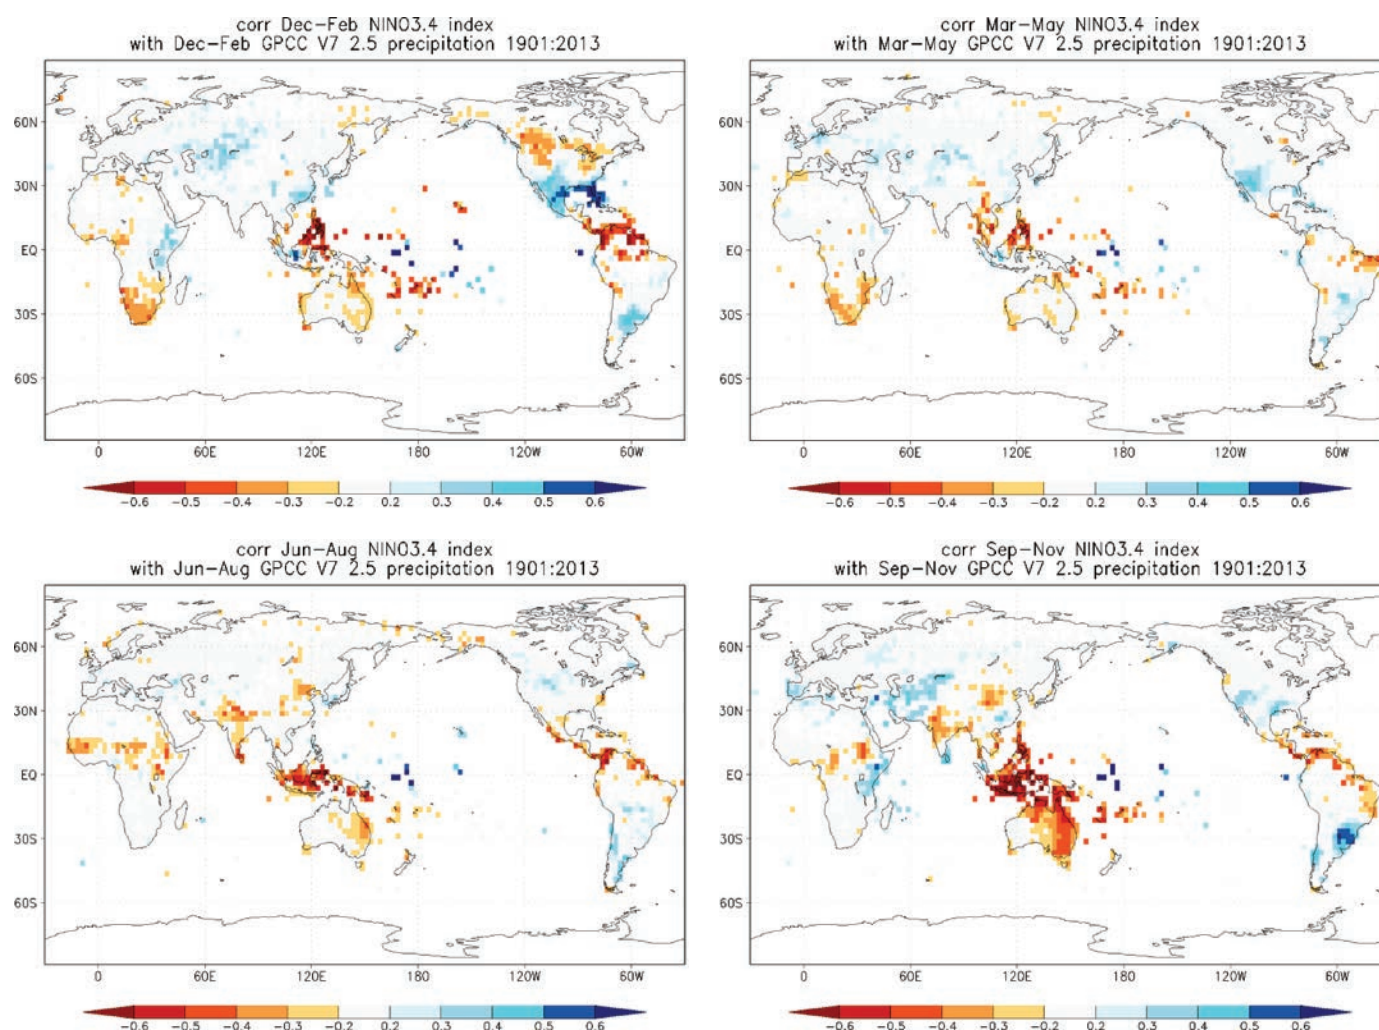 corr Dec-Feb NINO3.4 index
with Dec-Feb GPCC V7 2.5 precipitation 1901:2013
60N
30N
EQ
30S
60S
0 60E 120E 180 120W 60W
-0.6 -0.5 -0.4 -0.3 -0.2 0.2 0.3 0.4 0.5 0.6
corr Mar-May NINO3.4 index
with Mar-May GPCC V7 2.5 precipitation 1901:2013
60N
30N
EQ
30S
60S
0 60E 120E 180 120W 60W
-0.6 -0.5 -0.4 -0.3 -0.2 0.2 0.3 0.4 0.5 0.6
corr Jun-Aug NINO3.4 index
with Jun-Aug GPCC V7 2.5 precipitation 1901:2013
60N
30N
EQ
30S
60S
0 60E 120E 180 120W 60W
-0.6 -0.5 -0.4 -0.3 -0.2 0.2 0.3 0.4 0.5 0.6
corr Sep-Nov NINO3.4 index
with Sep-Nov GPCC V7 2.5 precipitation 1901:2013
60N
30N
EQ
30S
60S
0 60E 120E 180 120W 60W
-0.6 -0.5 -0.4 -0.3 -0.2 0.2 0.3 0.4 0.5 0.6